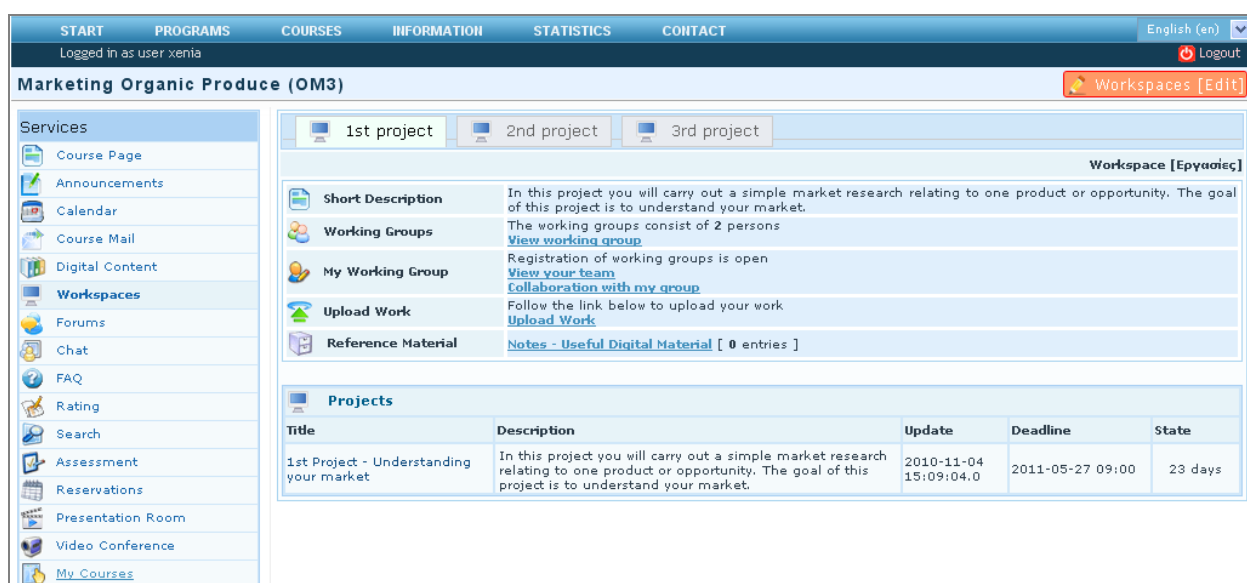 START PROGRAMS COURSES INFORMATION STATISTICS CONTACT English (en)
Logged in as user xenia Logout
Marketing Organic Produce (OM3) Workspaces [Edit]
Services
Course Page
Announcements
Calendar
Course Mail
Digital Content
Workspaces
Forums
Chat
FAQ
Rating
Search
Assessment
Reservations
Presentation Room
Video Conference
My Courses
1st project 2nd project 3rd project
Workspace [Εργασίες]
Short Description
In this project you will carry out a simple market research relating to one product or opportunity. The goal
of this project is to understand your market.
Working Groups
The working groups consist of 2 persons
View working group
My Working Group
Registration of working groups is open
View your team
Collaboration with my group
Upload Work
Follow the link below to upload your work
Upload Work
Reference Material
Notes - Useful Digital Material [ 0 entries ]
Projects
Title Description Update Deadline State
1st Project - Understanding
your market
In this project you will carry out a simple market research
relating to one product or opportunity. The goal of this
project is to understand your market.
2010-11-04
15:09:04.0
2011-05-27 09:00
23 days